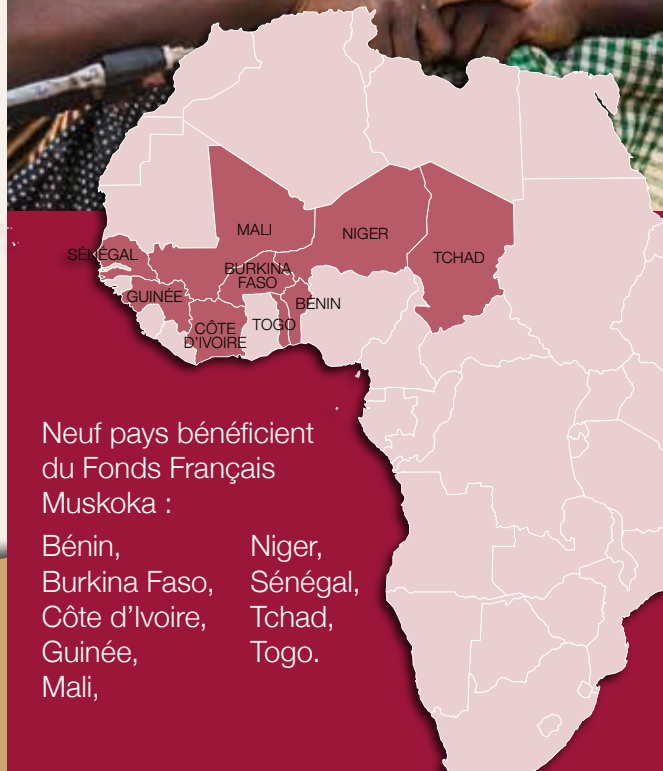 MALI
NIGER
TCHAD
SÉNÉGAL
BURKINA
FASO
GUINÉE
BÉNIN
CÔTE
D'IVOIRE
TOGO
Neuf pays bénéficient
du Fonds Français
Muskoka :
Bénin,
Burkina Faso,
Côte d'Ivoire,
Guinée,
Mali,
Niger,
Sénégal,
Tchad,
Togo.